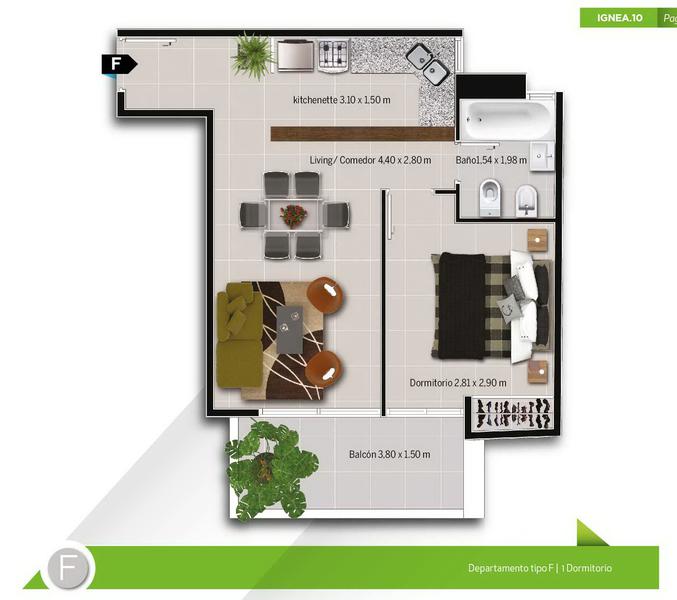 IGNEA.10
F
kitchenette 3.10 x 1,50 m
Living/ Comedor 4,40 x 2,80 m
Baño1,54 x 1,98 m
Dormitorio 2,81 x 2,90 m
Balcón 3,80 x 1.50 m
F
Departamento tipo F | 1 Dormitorio